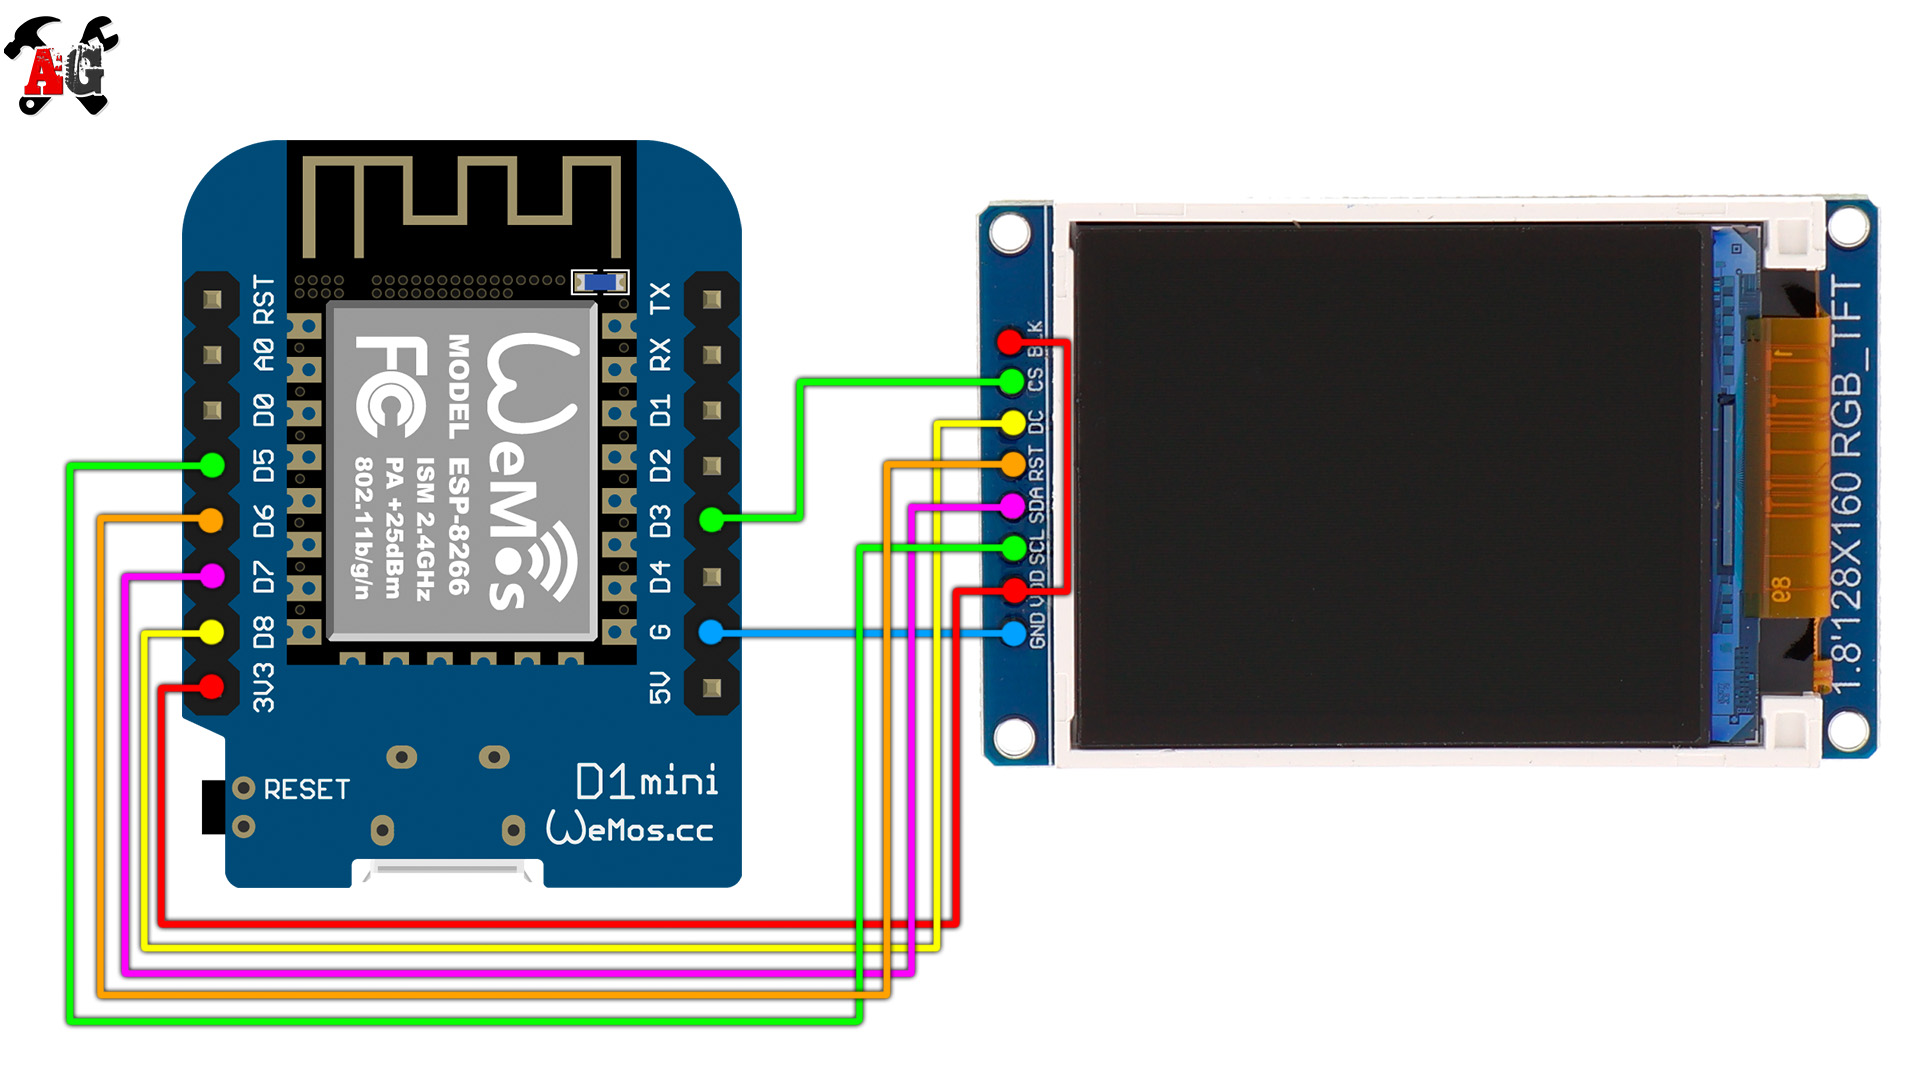 AG
RST
A0
D0
D5
D6
D7
D8
3V3
TX
RX
D1
D2
D3
D4
G
5V
WeMos
MODEL ESP-8266
ISM 2.4GHz
PA +25dBm
802.11b/g/n
FC
RESET
D1mini
WeMos.cc
BLK
CS
DC
RST
SDA
SCL
VDD
GND
1.8'128X160 RGB_TFT
1